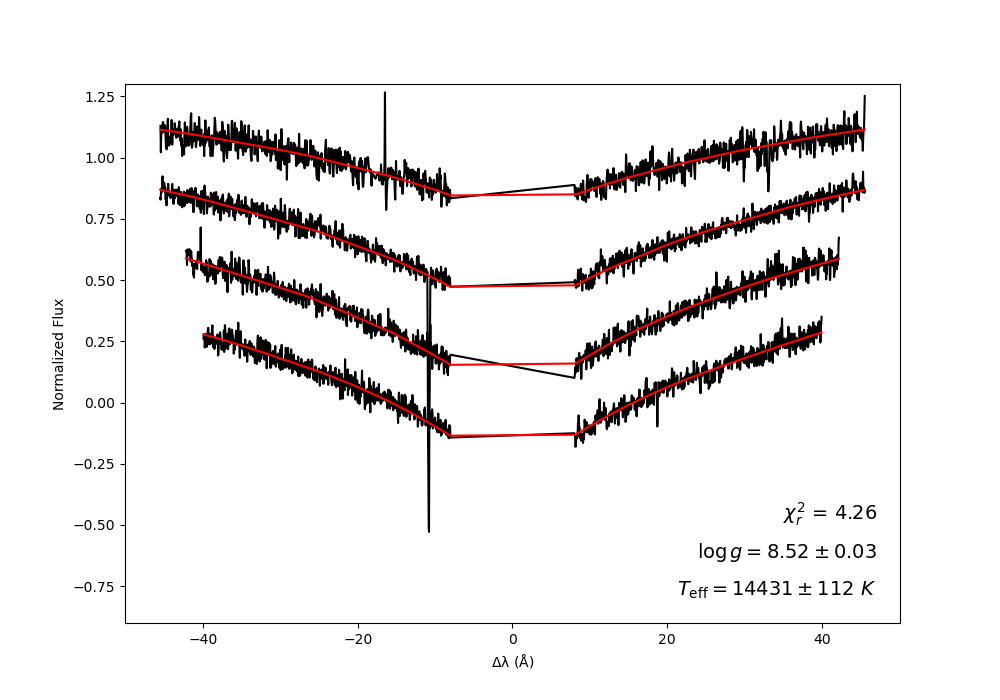 1.25
1.00
0.75
0.50
0.25
0.00
−0.25
−0.50
−0.75
Normalized Flux
χ²ᵣ = 4.26
log g = 8.52 ± 0.03
T_eff = 14431 ± 112 K
−40 −20 0 20 40
Δλ (Å)